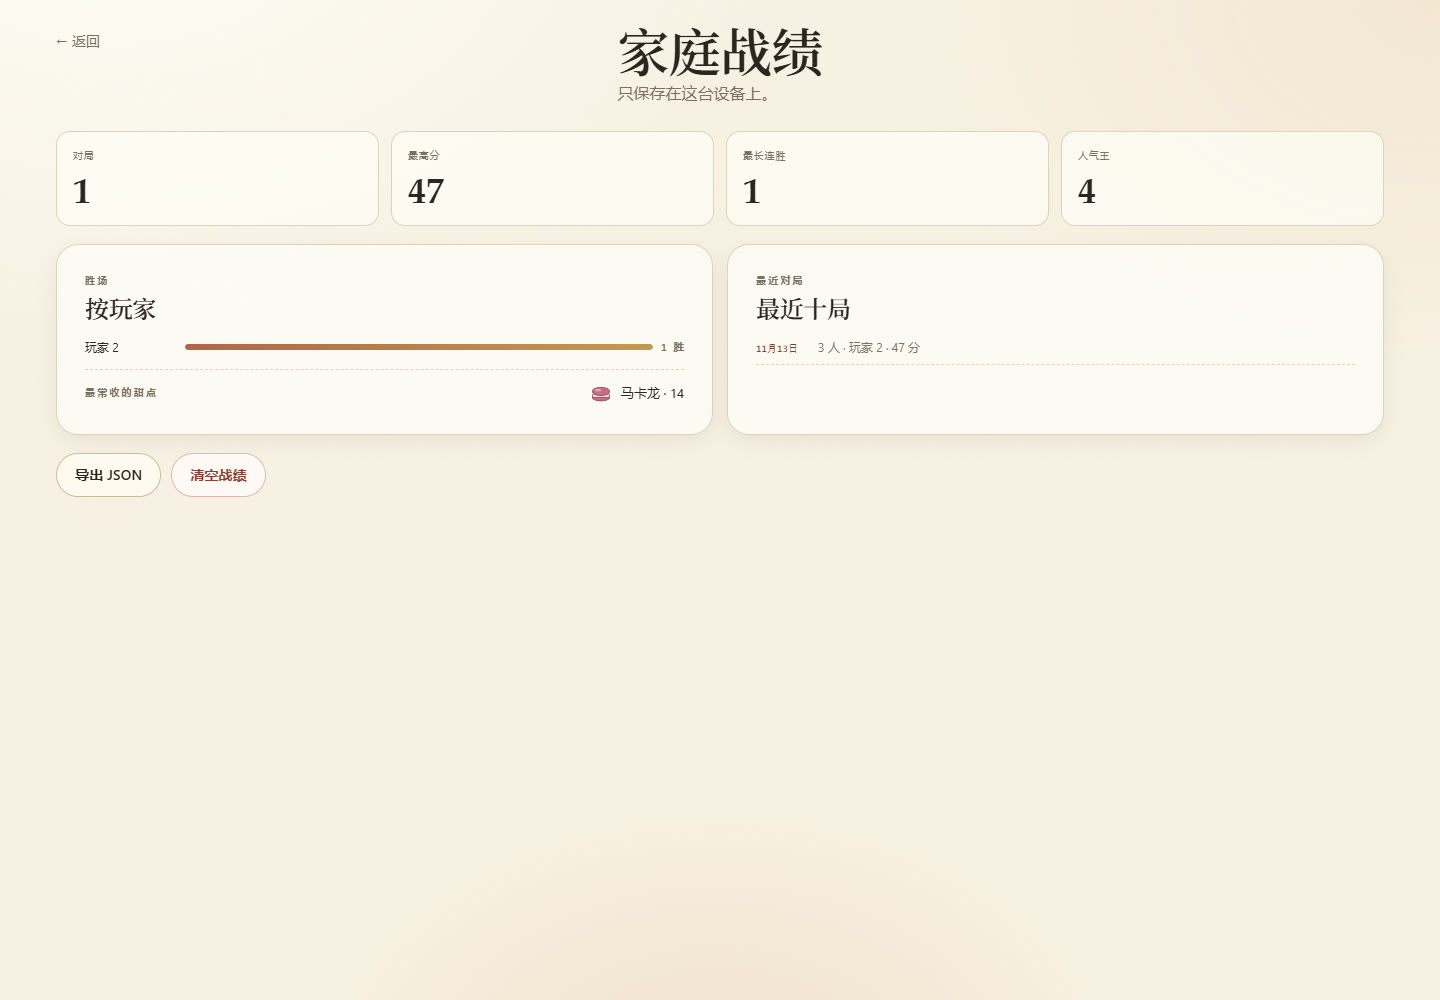 ← 返回
家庭战绩
只保存在这台设备上。
对局
1
最高分
47
最长连胜
1
人气王
4
胜场
按玩家
玩家 2
1 胜
最常收的甜点
马卡龙 · 14
最近对局
最近十局
11月13日 3 人 · 玩家 2 · 47 分
导出 JSON
清空战绩